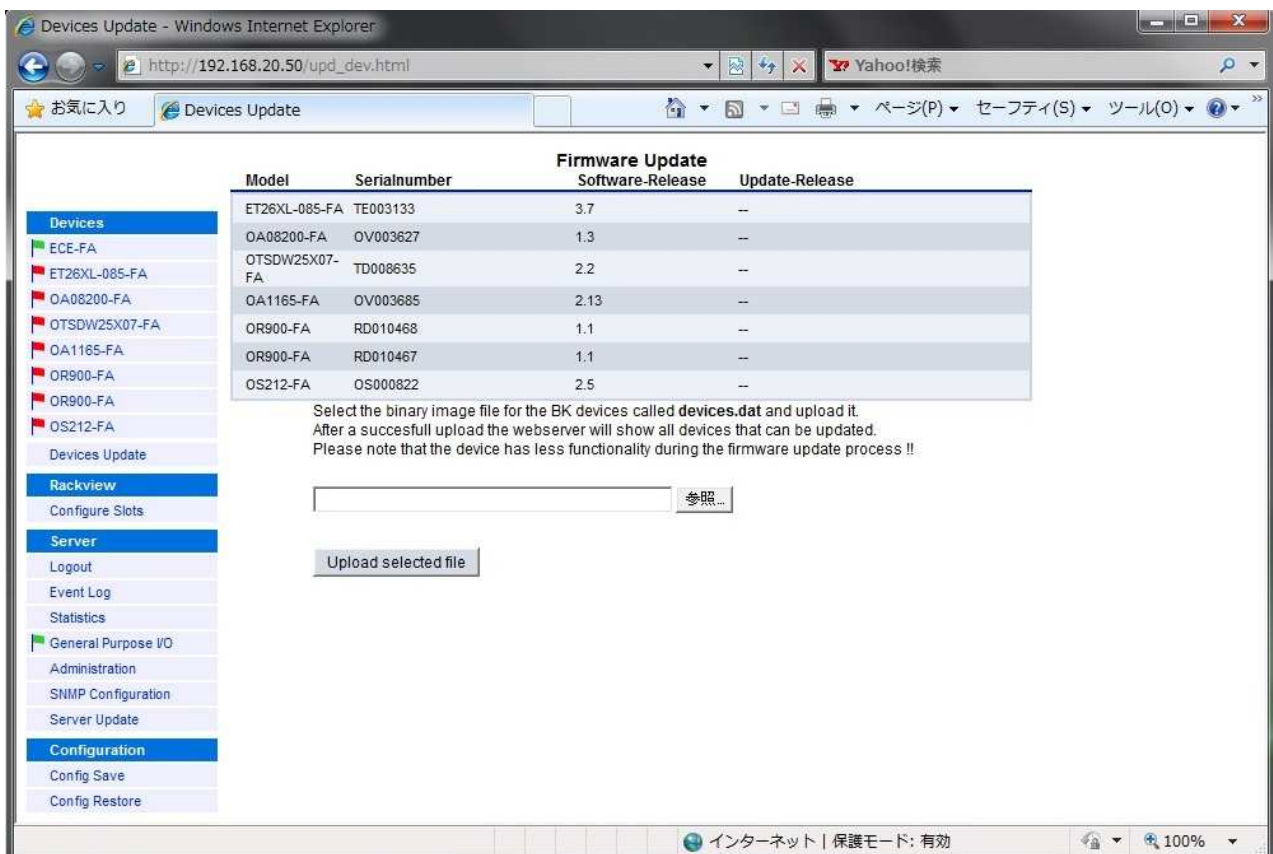 Devices Update - Windows Internet Explorer
http://192.168.20.50/upd_dev.html
Yahoo!検索
お気に入り
Devices Update
ページ(P)
セーフティ(S)
ツール(O)
Firmware Update
Model Serialnumber Software-Release Update-Release
ET26XL-085-FA TE003133 3.7 --
OA08200-FA OV003627 1.3 --
OTSDW25X07-
FA TD008635 2.2 --
OA1165-FA OV003685 2.13 --
OR900-FA RD010468 1.1 --
OR900-FA RD010467 1.1 --
OS212-FA OS000822 2.5 --
Devices
ECE-FA
ET26XL-085-FA
OA08200-FA
OTSDW25X07-FA
OA1165-FA
OR900-FA
OR900-FA
OS212-FA
Devices Update
Rackview
Configure Slots
Server
Logout
Event Log
Statistics
General Purpose I/O
Administration
SNMP Configuration
Server Update
Configuration
Config Save
Config Restore
Select the binary image file for the BK devices called devices.dat and upload it.
After a succesfull upload the webserver will show all devices that can be updated.
Please note that the device has less functionality during the firmware update process !!
参照...
Upload selected file
インターネット | 保護モード: 有効
100%